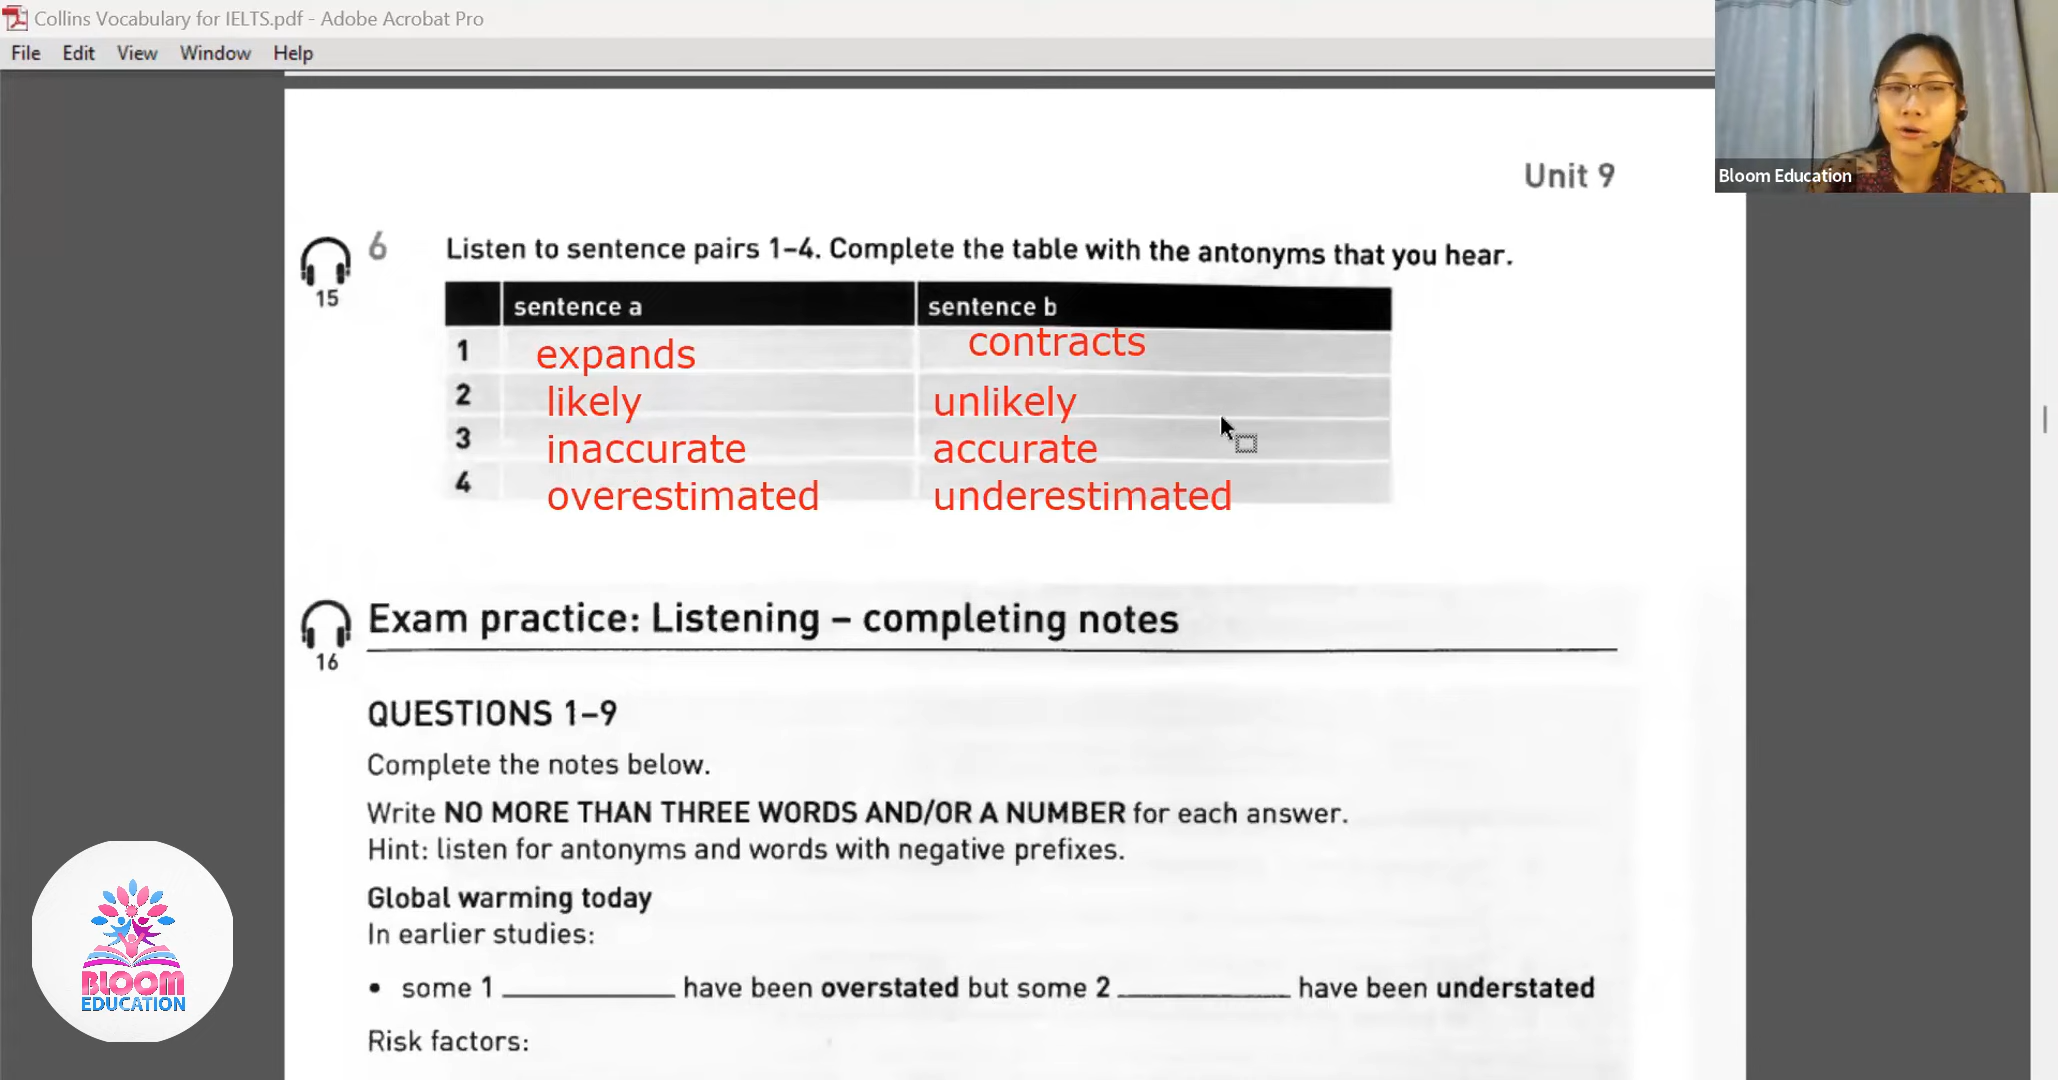 Collins Vocabulary for IELTS.pdf - Adobe Acrobat Pro
File Edit View Window Help
Bloom Education
Unit 9
15
6 Listen to sentence pairs 1–4. Complete the table with the antonyms that you hear.
sentence a sentence b
1 expands contracts
2 likely unlikely
3 inaccurate accurate
4 overestimated underestimated
16
Exam practice: Listening – completing notes
QUESTIONS 1–9
Complete the notes below.
Write NO MORE THAN THREE WORDS AND/OR A NUMBER for each answer.
Hint: listen for antonyms and words with negative prefixes.
Global warming today
In earlier studies:
• some 1 __________ have been overstated but some 2 __________ have been understated
Risk factors:
BLOOM
EDUCATION